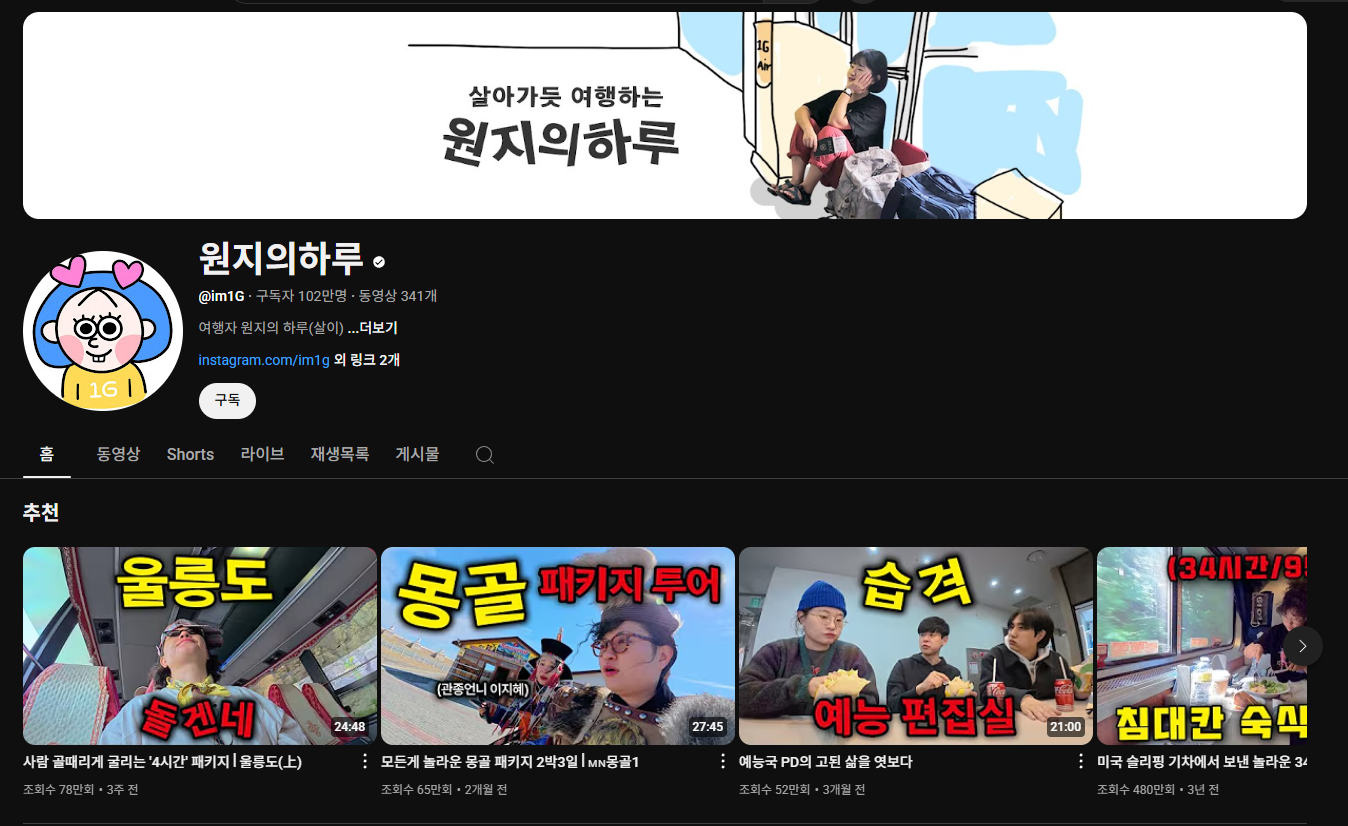 1G
Air
살아가듯 여행하는
원지의하루
원지의하루
@im1G · 구독자 102만명 · 동영상 341개
여행자 원지의 하루(살이) ...더보기
instagram.com/im1g 외 링크 2개
1G
구독
홈 동영상 Shorts 라이브 재생목록 게시물
추천
울릉도
돌겐네
24:48
몽골 패키지 투어
(관종언니 이지혜)
27:45
습격
예능 편집실
21:00
(34시간/9
침대칸 숙식
사람 골때리게 굴리는 '4시간' 패키지 | 울릉도(上)
조회수 78만회 • 3주 전
모든게 놀라운 몽골 패키지 2박3일 | ᴍɴ몽골1
조회수 65만회 • 2개월 전
예능국 PD의 고된 삶을 엿보다
조회수 52만회 • 3개월 전
미국 슬리핑 기차에서 보낸 놀라운 34
조회수 480만회 • 3년 전